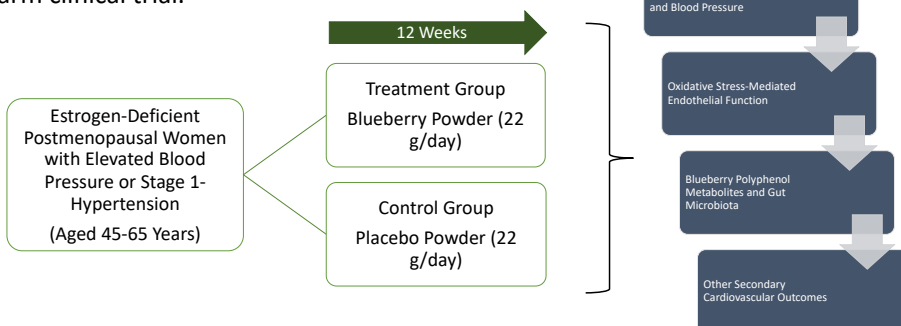 arm clinical trial.
12 Weeks
Estrogen-Deficient
Postmenopausal Women
with Elevated Blood
Pressure or Stage 1-
Hypertension
(Aged 45-65 Years)
Treatment Group
Blueberry Powder (22
g/day)
Control Group
Placebo Powder (22
g/day)
and Blood Pressure
Oxidative Stress-Mediated
Endothelial Function
Blueberry Polyphenol
Metabolites and Gut
Microbiota
Other Secondary
Cardiovascular Outcomes